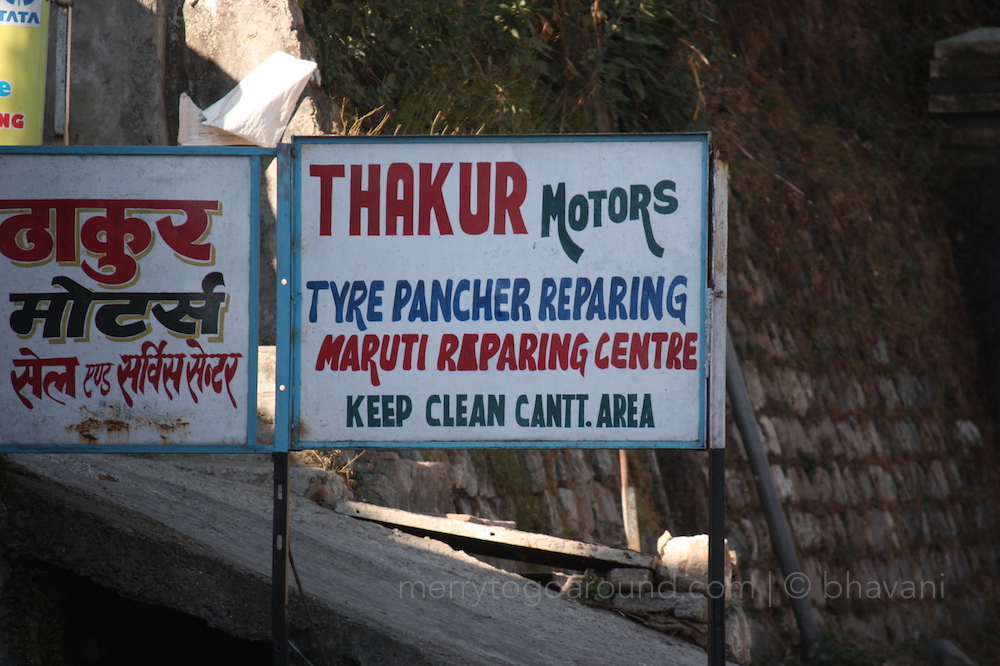 TATA
e
NG
ठाकुर
मोटर्स
सेल एण्ड सर्विस सेन्टर
THAKUR MOTORS
TYRE PANCHER REPARING
MARUTI REPARING CENTRE
KEEP CLEAN CANTT. AREA
merrytogoaround.com | © bhavani